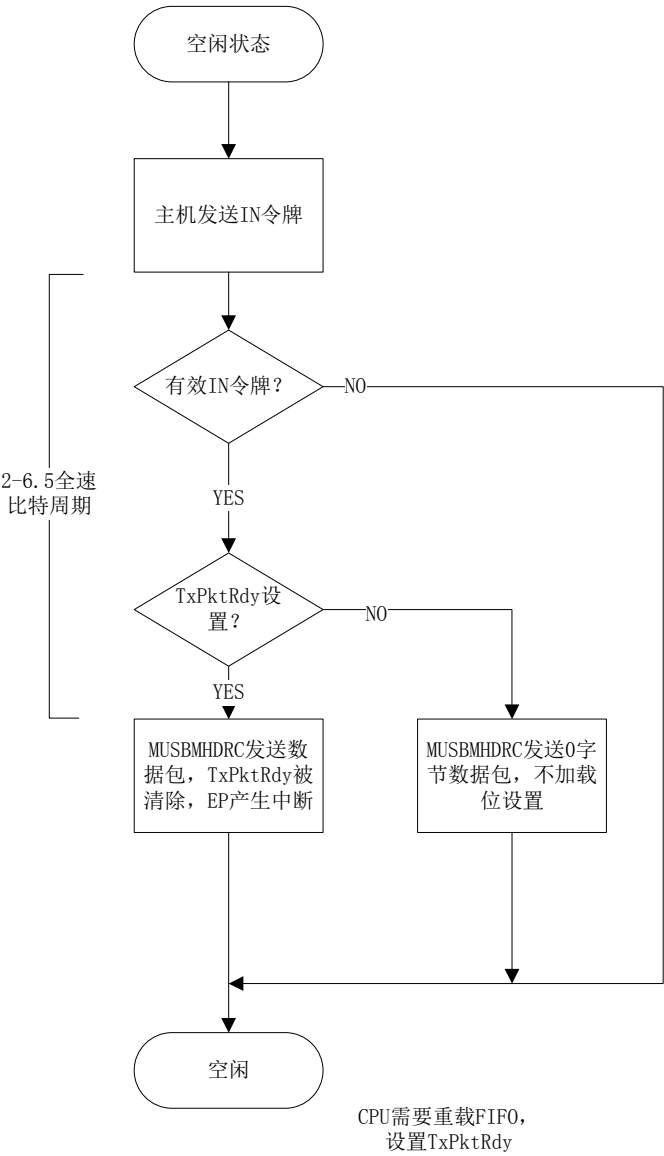 空闲状态
主机发送IN令牌
有效IN令牌?
NO
2-6.5全速
比特周期
YES
TxPktRdy设
置?
NO
YES
MUSBMHDRC发送数
据包，TxPktRdy被
清除，EP产生中断
MUSBMHDRC发送0字
节数据包，不加载
位设置
空闲
CPU需要重载FIFO，
设置TxPktRdy